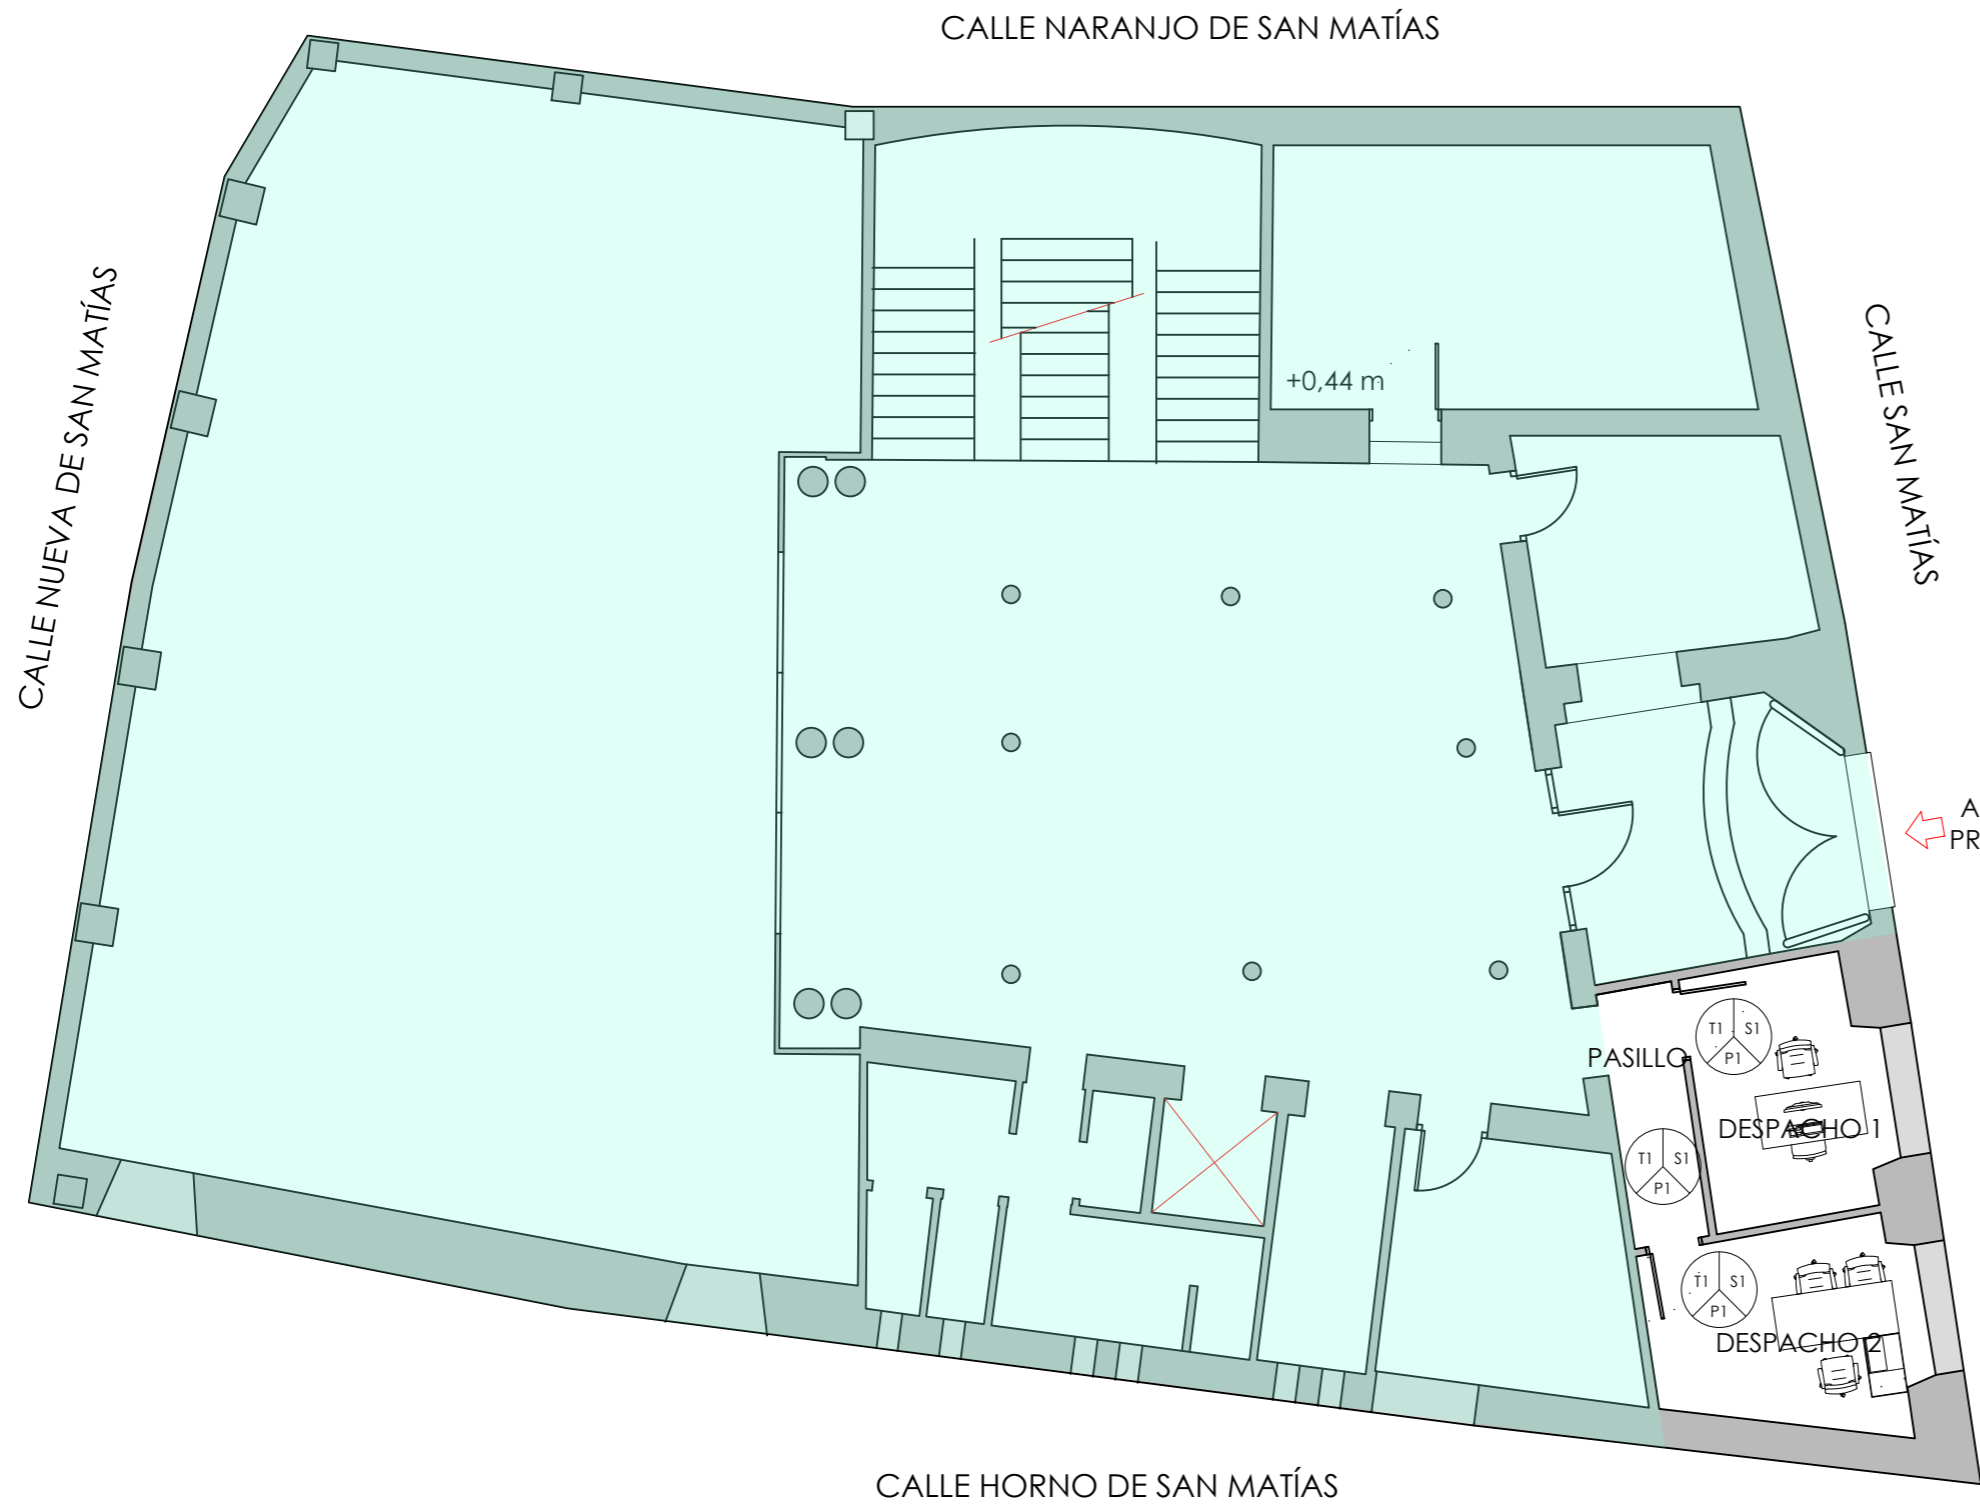 CALLE NARANJO DE SAN MATÍAS
CALLE NUEVA DE SAN MATÍAS
CALLE SAN MATÍAS
+0,44 m
A
PR
T1 S1
P1
PASILLO
DESPACHO 1
T1 S1
P1
T1 S1
P1
DESPACHO 2
CALLE HORNO DE SAN MATÍAS